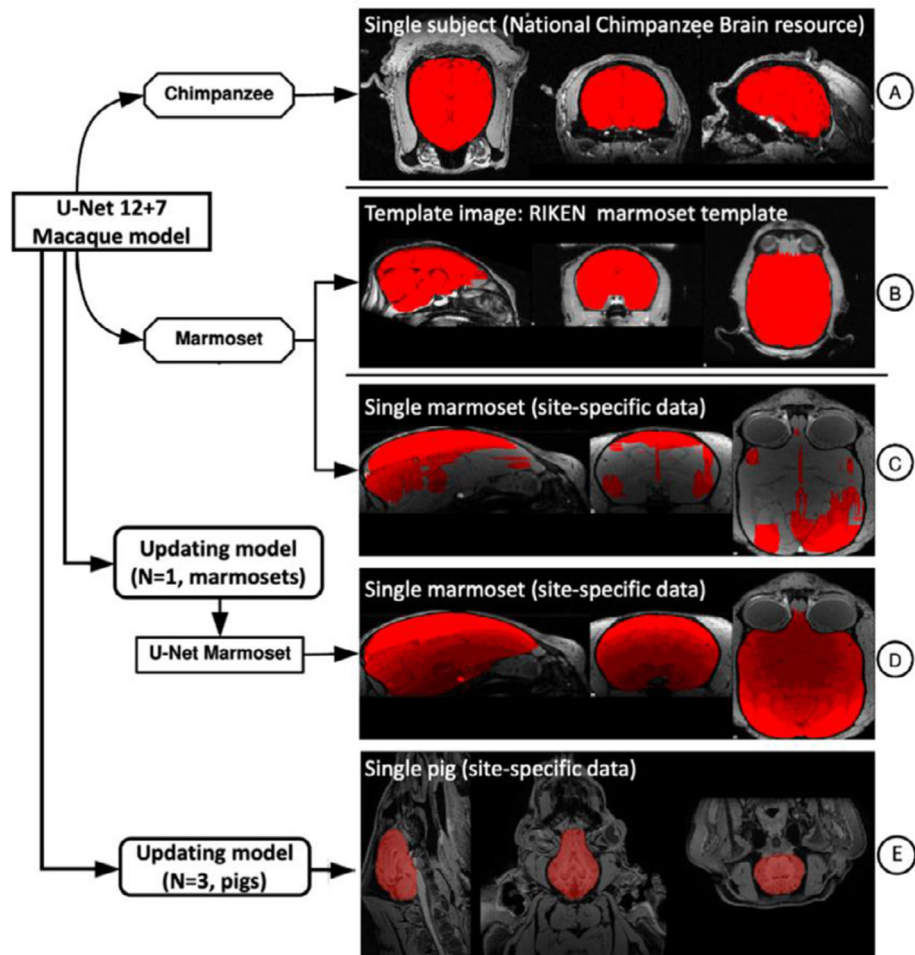 Single subject (National Chimpanzee Brain resource)
Chimpanzee
A
U-Net 12+7
Macaque model
Template image: RIKEN marmoset template
B
Marmoset
Single marmoset (site-specific data)
C
Updating model
(N=1, marmosets)
Single marmoset (site-specific data)
U-Net Marmoset
D
Single pig (site-specific data)
Updating model
(N=3, pigs)
E